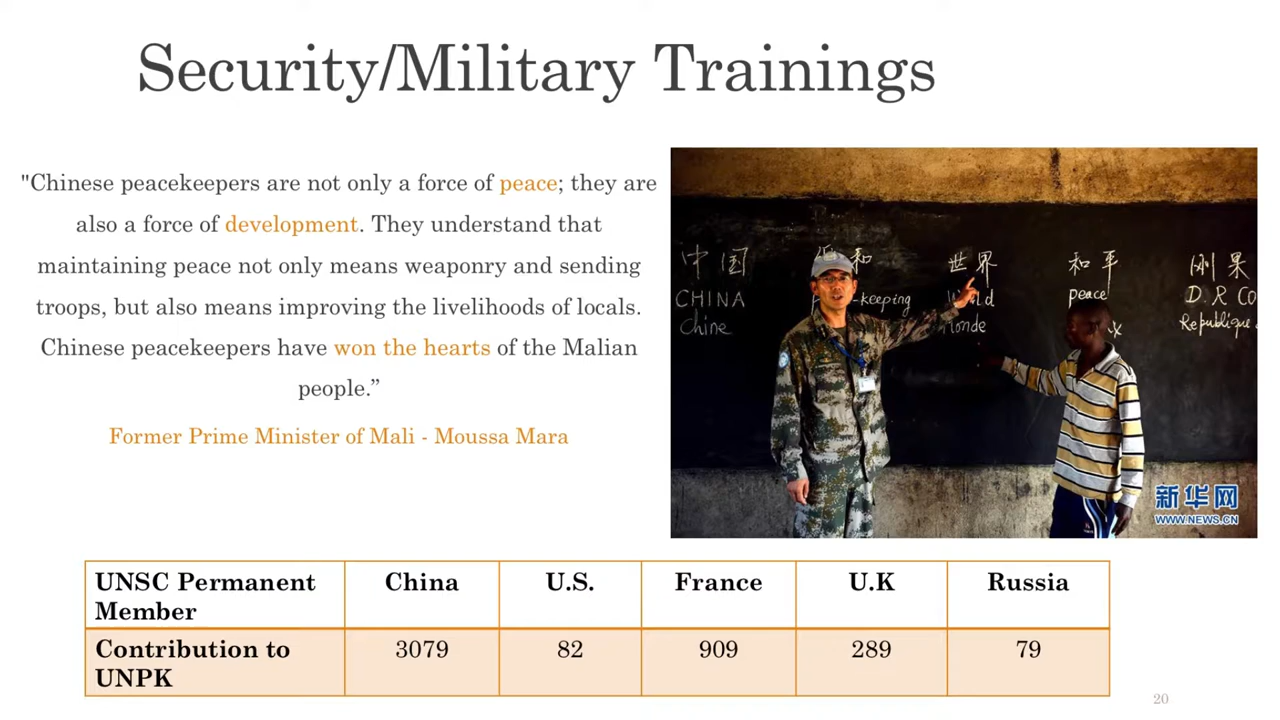 Security/Military Trainings
"Chinese peacekeepers are not only a force of peace; they are
also a force of development. They understand that
maintaining peace not only means weaponry and sending
troops, but also means improving the livelihoods of locals.
Chinese peacekeepers have won the hearts of the Malian
people.”
Former Prime Minister of Mali - Moussa Mara
中国
CHINA
Chine
和
-keeping
世界
和平
peace
刚果
D.R Co
Republique
新华网
WWW.NEWS.CN
UNSC Permanent Member China U.S. France U.K Russia
Contribution to UNPK 3079 82 909 289 79
20